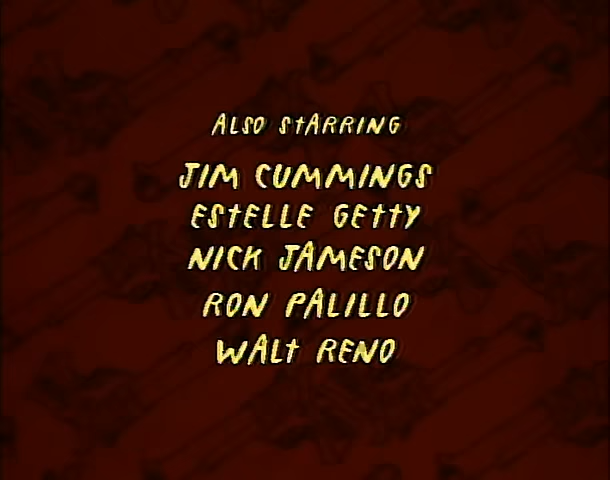 ALSO STARRING
JIM CUMMINGS
ESTELLE GETTY
NICK JAMESON
RON PALILLO
WALT RENO